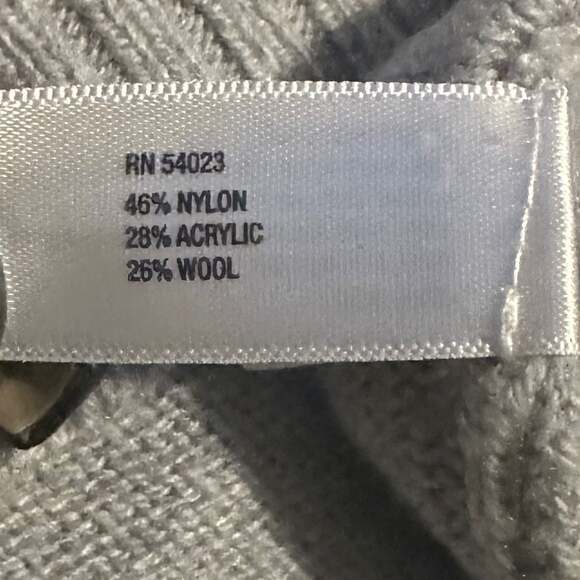 RN 54023
46% NYLON
28% ACRYLIC
26% WOOL